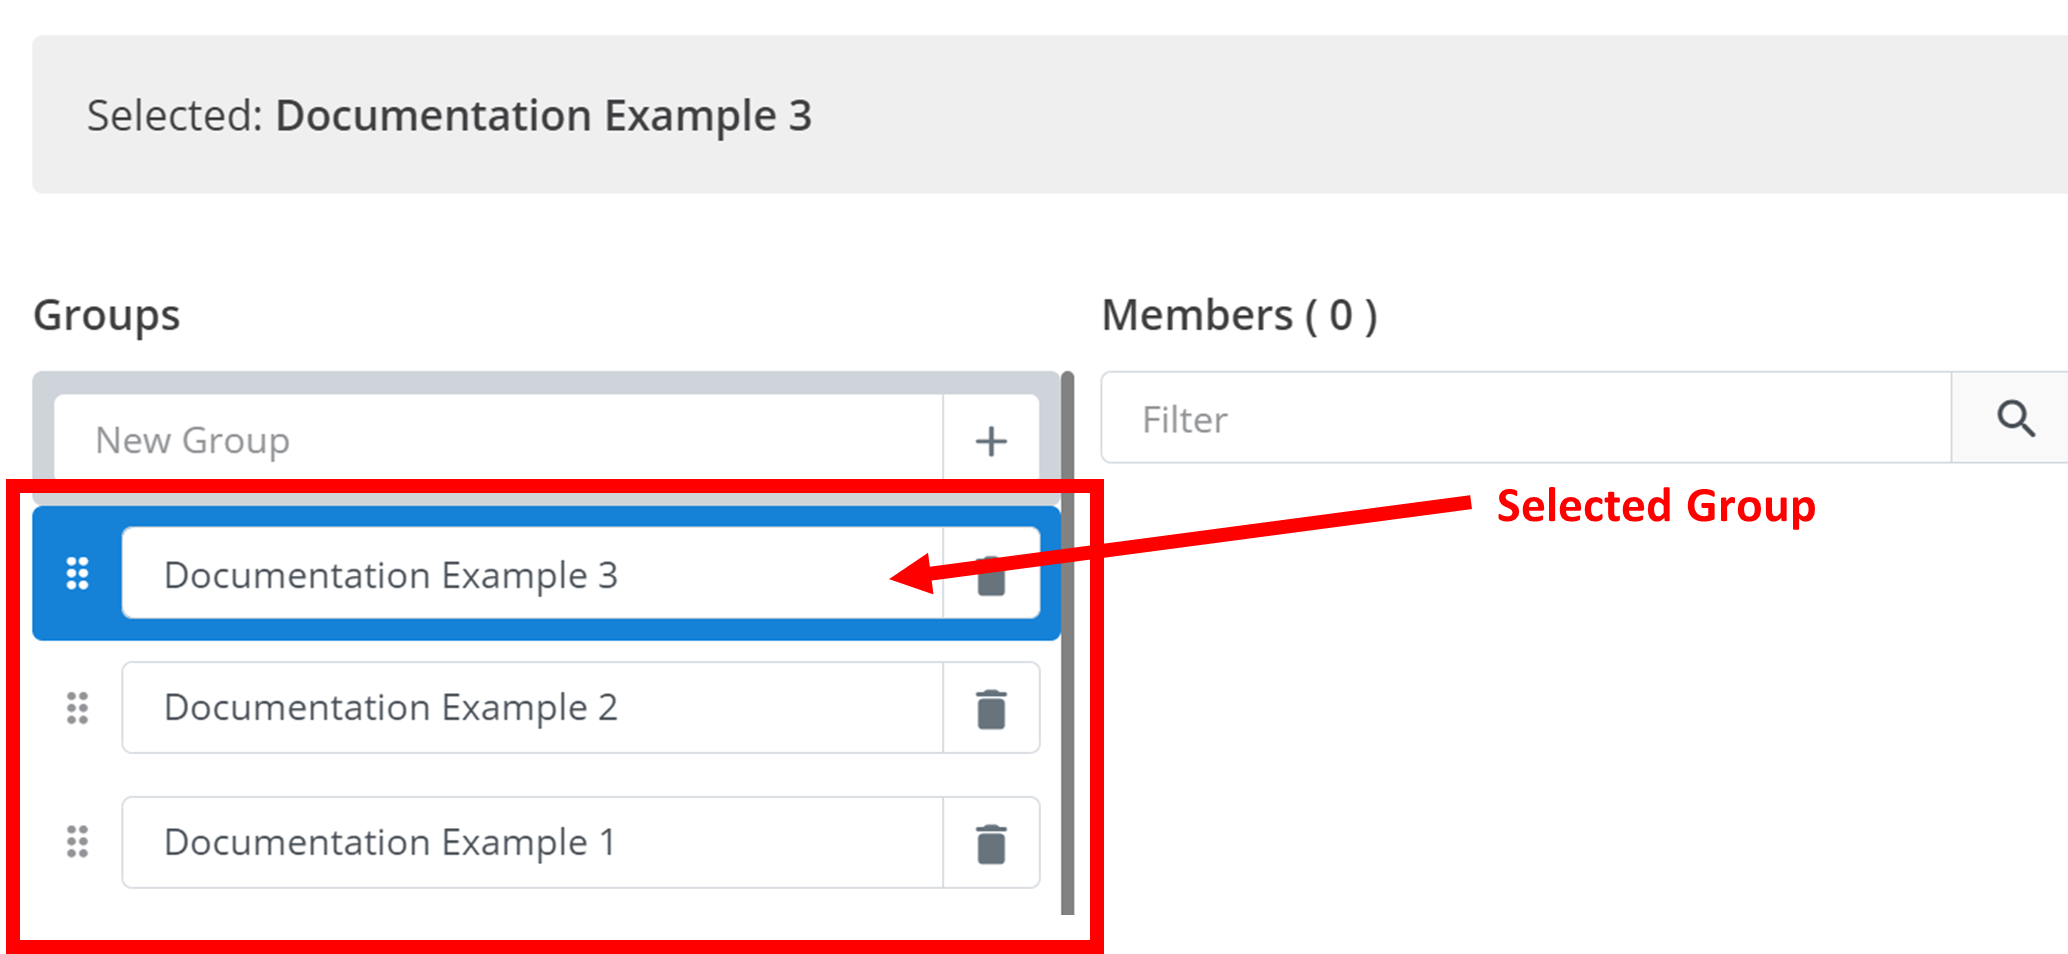 Selected: Documentation Example 3
Groups
Members ( 0 )
New Group
Filter
Selected Group
Documentation Example 3
Documentation Example 2
Documentation Example 1